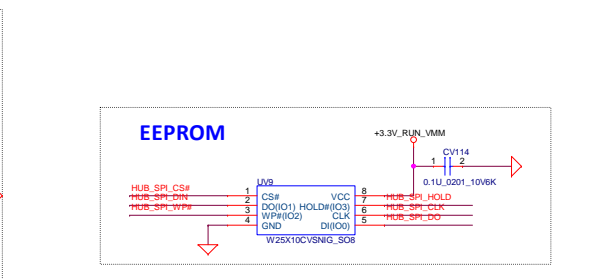 EEPROM
+3.3V_RUN_VMM
CV114
1 2
0.1U_0201_10V6K
UV9
HUB_SPI_CS# 1 CS# VCC 8
HUB_SPI_DIN 2 DO(IO1) HOLD#(IO3) 7 HUB_SPI_HOLD
HUB_SPI_WP# 3 WP#(IO2) CLK 6 HUB_SPI_CLK
4 GND DI(IO0) 5 HUB_SPI_DO
W25X10CVSNIG_SO8